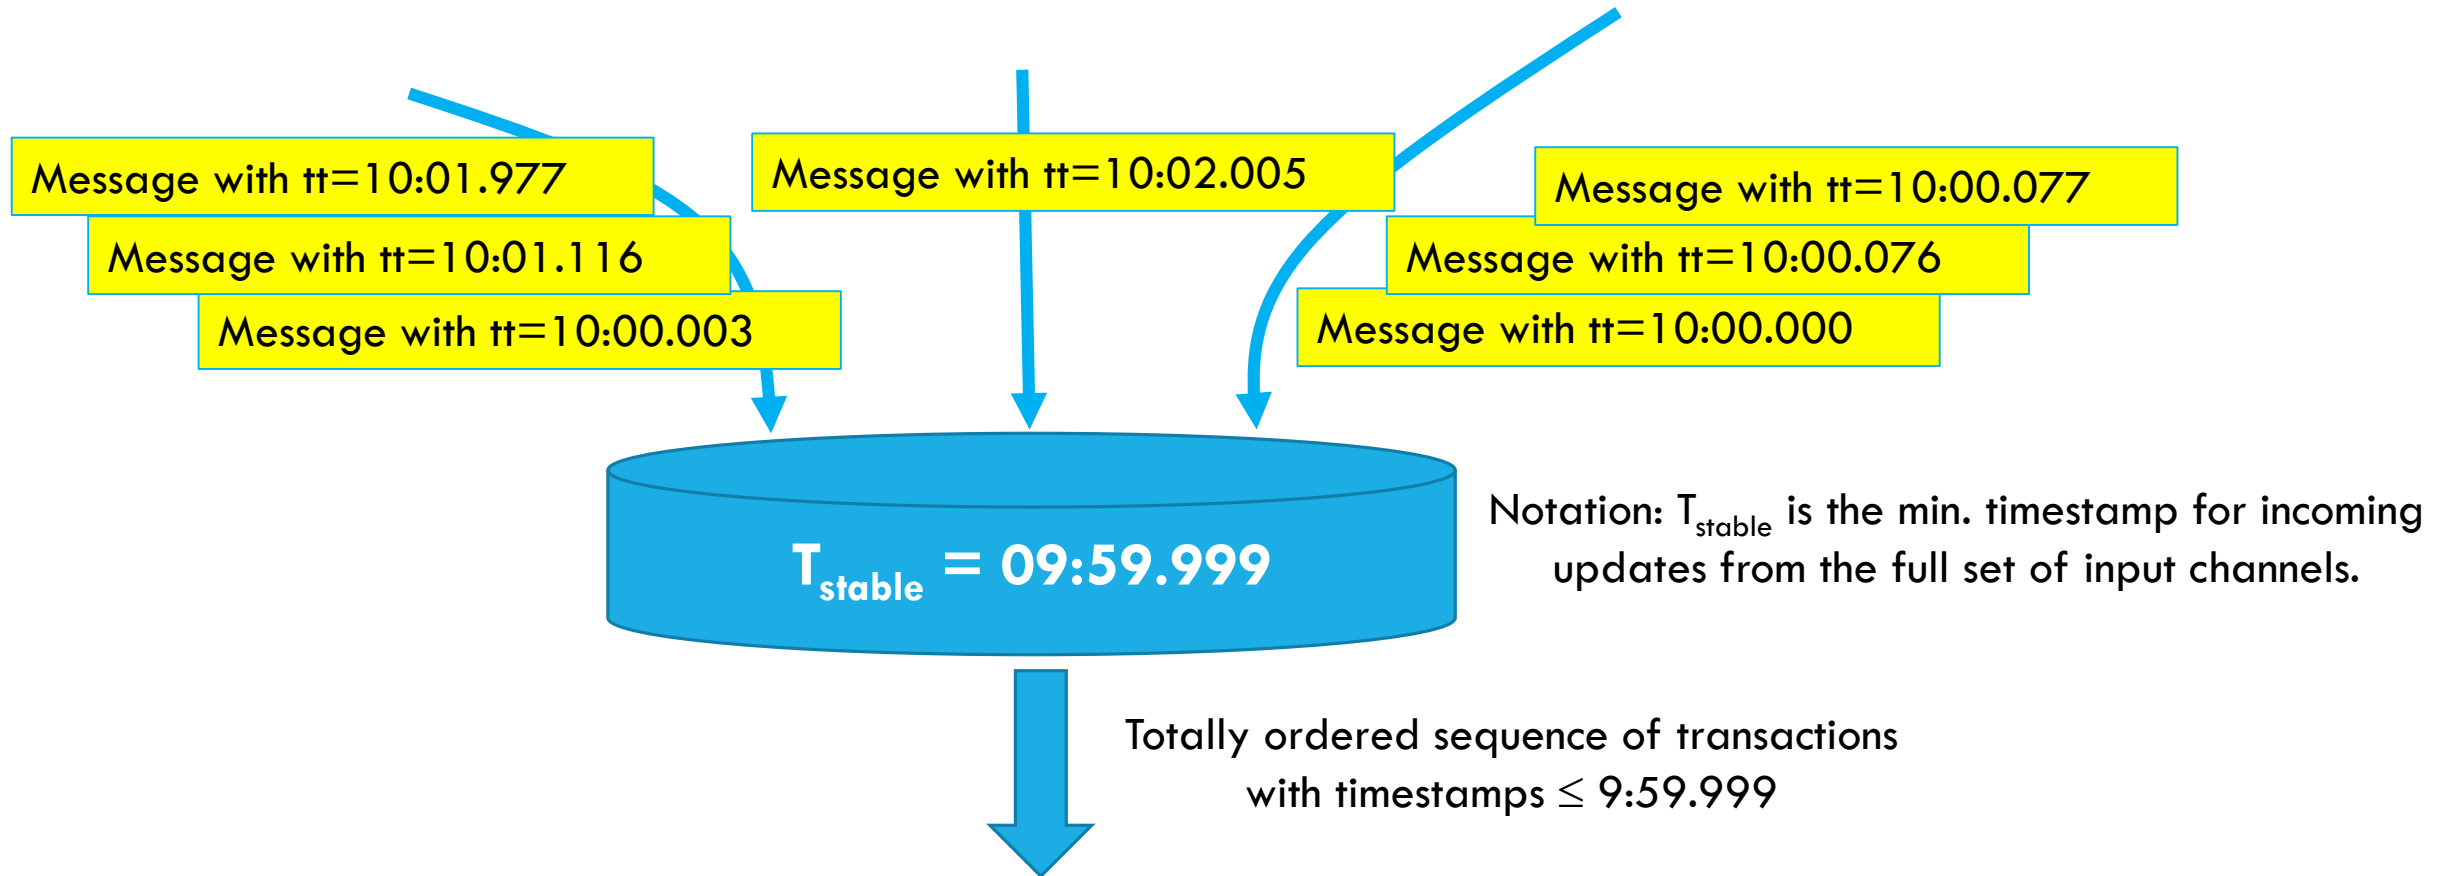 Message with tt=10:01.977
Message with tt=10:01.116
Message with tt=10:00.003
Message with tt=10:02.005
Message with tt=10:00.077
Message with tt=10:00.076
Message with tt=10:00.000
Tstable = 09:59.999
Notation: Tstable is the min. timestamp for incoming
updates from the full set of input channels.
Totally ordered sequence of transactions
with timestamps ≤ 9:59.999